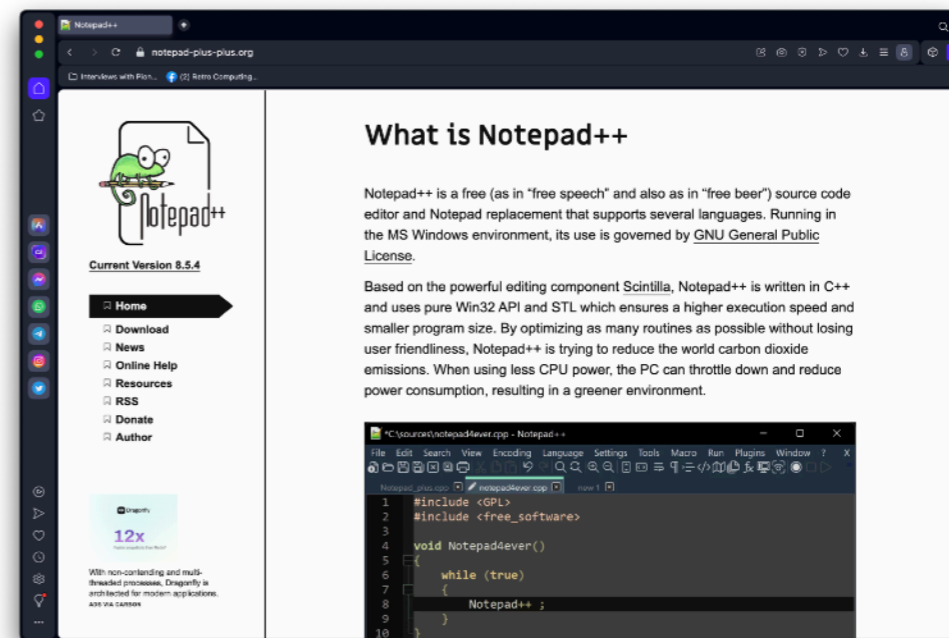 Notepad++
notepad-plus-plus.org
Interviews with Pion...
(2) Retro Computing...
Notepad++
Current Version 8.5.4
Home
Download
News
Online Help
Resources
RSS
Donate
Author
Dragonfly
12x
With non-contending and multi-
threaded processes, Dragonfly is
architected for modern applications.
ADS VIA CARBON
What is Notepad++
Notepad++ is a free (as in “free speech” and also as in “free beer”) source code
editor and Notepad replacement that supports several languages. Running in
the MS Windows environment, its use is governed by GNU General Public
License.
Based on the powerful editing component Scintilla, Notepad++ is written in C++
and uses pure Win32 API and STL which ensures a higher execution speed and
smaller program size. By optimizing as many routines as possible without losing
user friendliness, Notepad++ is trying to reduce the world carbon dioxide
emissions. When using less CPU power, the PC can throttle down and reduce
power consumption, resulting in a greener environment.
*C:\sources\notepad4ever.cpp - Notepad++
File Edit Search View Encoding Language Settings Tools Macro Run Plugins Window ? X
Notepad_plus.cpp notepad4ever.cpp new 1
1 #include <GPL>
2 #include <free_software>
3
4 void Notepad4ever()
5 {
6 while (true)
7 {
8 Notepad++ ;
9 }
10 }